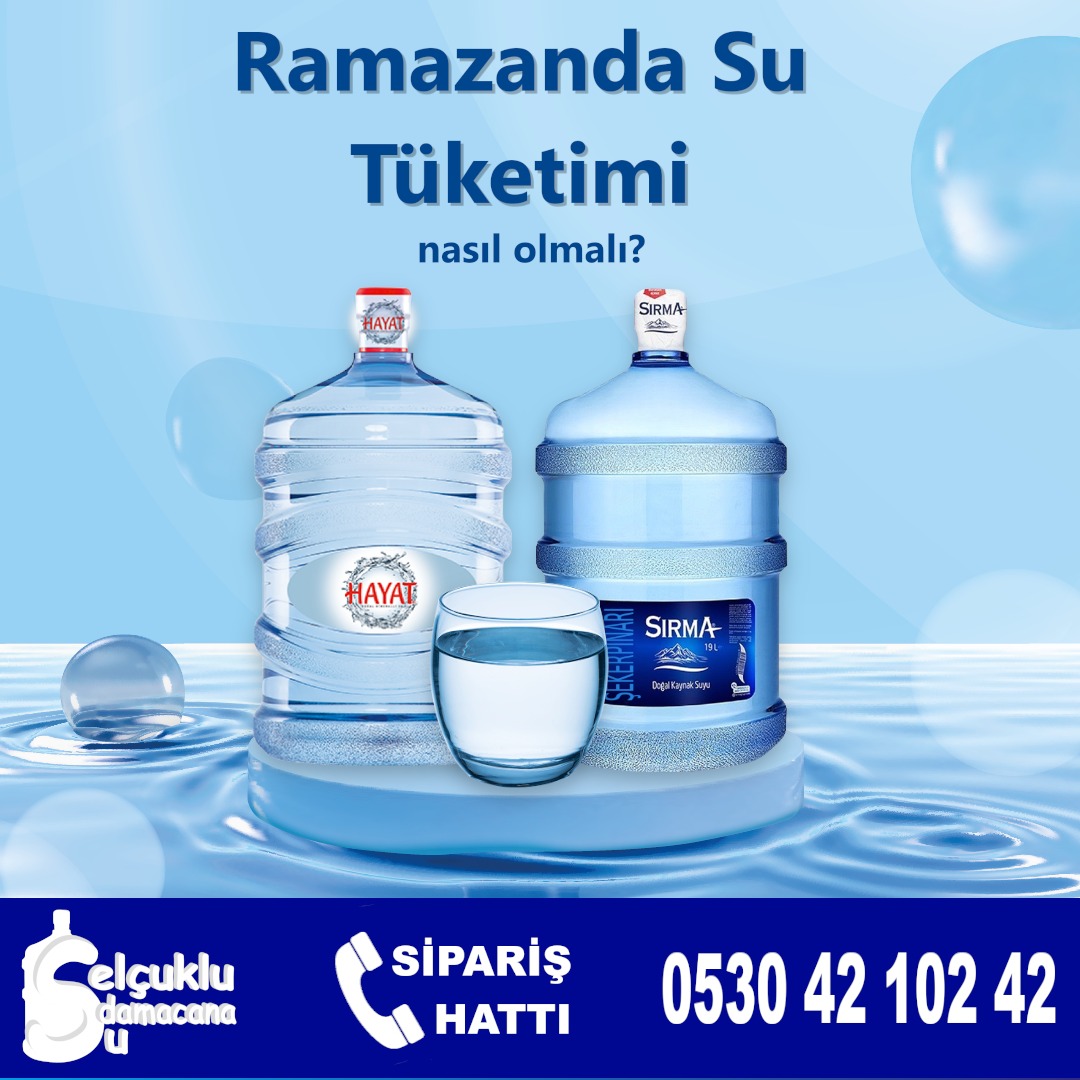 Ramazanda Su
Tüketimi
nasıl olmalı?
HAYAT
SIRMA
HAYAT
ŞEKERPINARI
SIRMA
19 L
Doğal Kaynak Suyu
Selçuklu
damacana
Su
SİPARİŞ
HATTI
0530 42 102 42